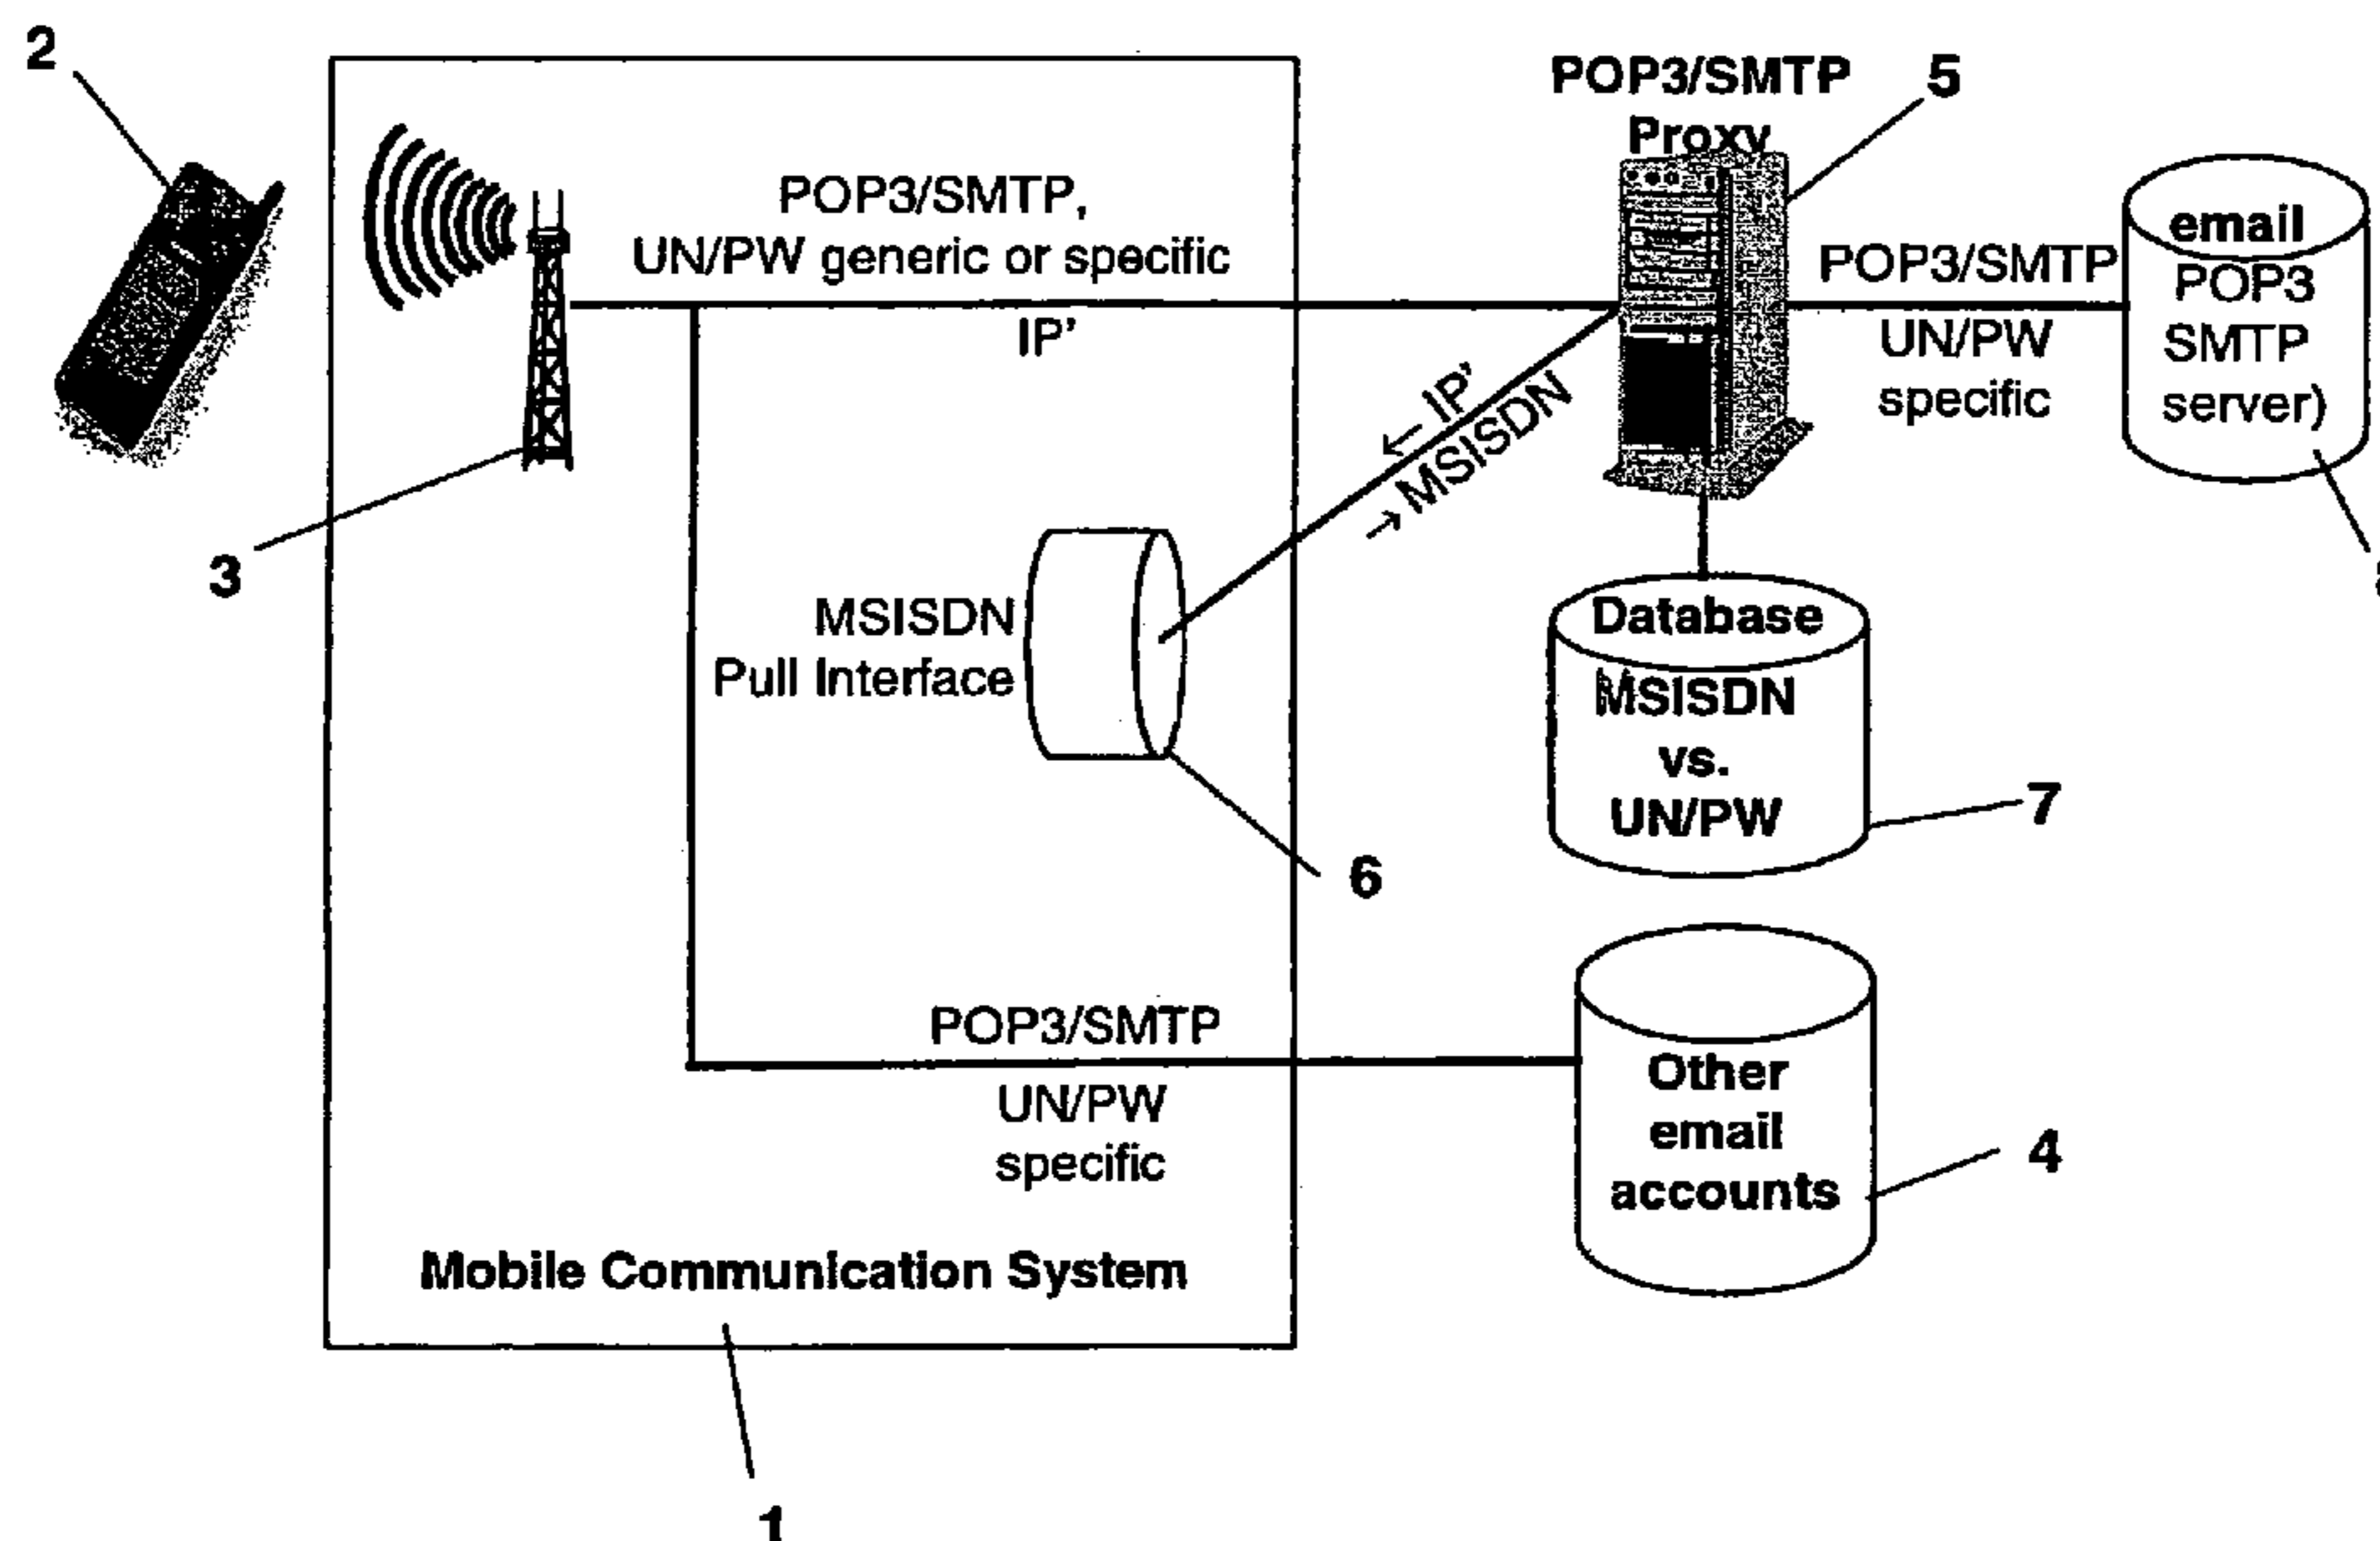 2
POP3/SMTP
Proxy
5
POP3/SMTP,
UN/PW generic or specific
IP'
← IP'
→ MSISDN
POP3/SMTP
UN/PW
specific
email
POP3
SMTP
server)
3
MSISDN
Pull Interface
6
Database
MSISDN
vs.
UN/PW
7
POP3/SMTP
UN/PW
specific
Other
email
accounts
4
Mobile Communication System
1